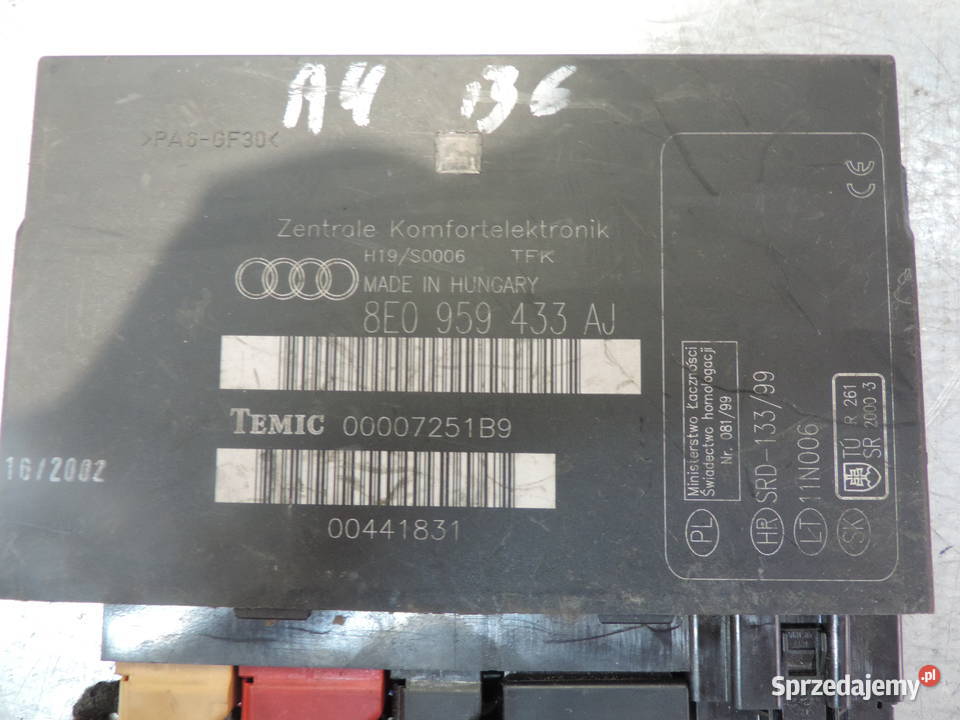 A4 136
>PA6-GF30<
Zentrale Komfortelektronik
H19/S0006 TFK
MADE IN HUNGARY
8E0 959 433 AJ
TEMIC 00007251B9
16/2002
00441831
CE
Ministerstwo Łączności
Świadectwo homologacji
Nr. 081/99
PL
HR SRD-133/99
LT 11N006
SK TÚ R 261
SR 2000 3
Sprzedajemy.pl